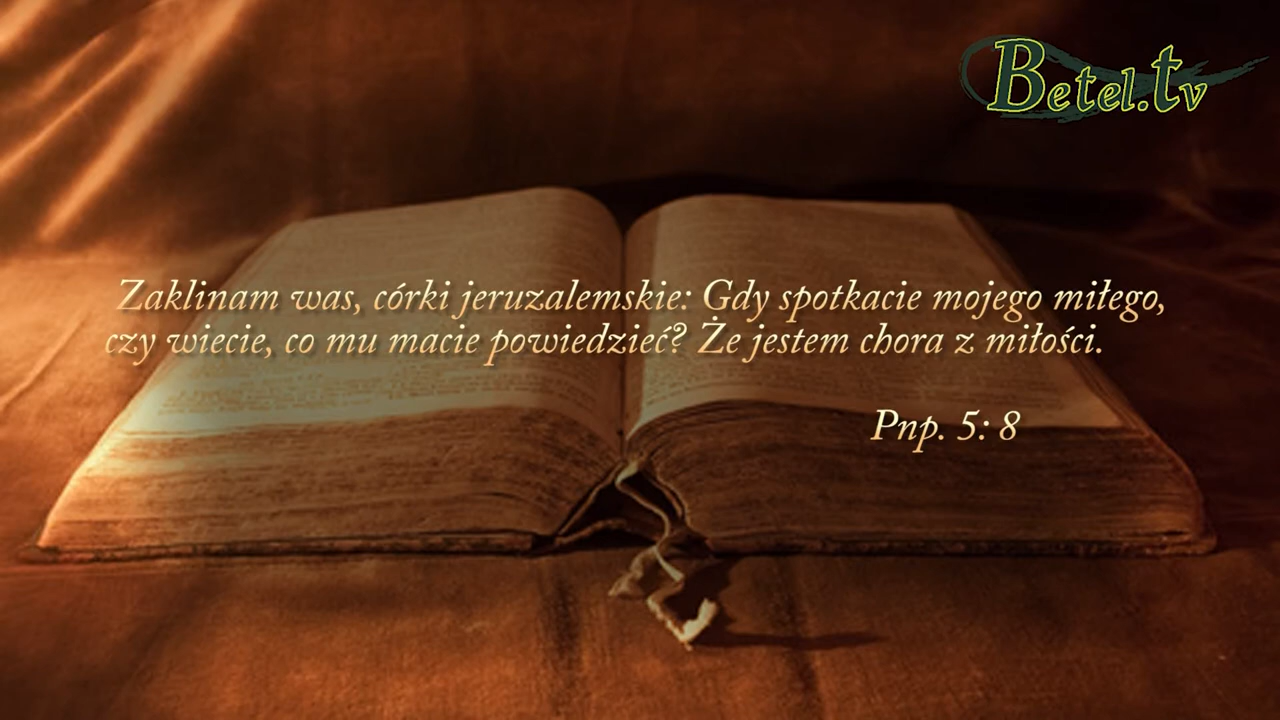 Betel.tv
Zaklinam was, córki jeruzalemskie: Gdy spotkacie mojego miłego,
czy wiecie, co mu macie powiedzieć? Że jestem chora z miłości.
Pnp. 5: 8